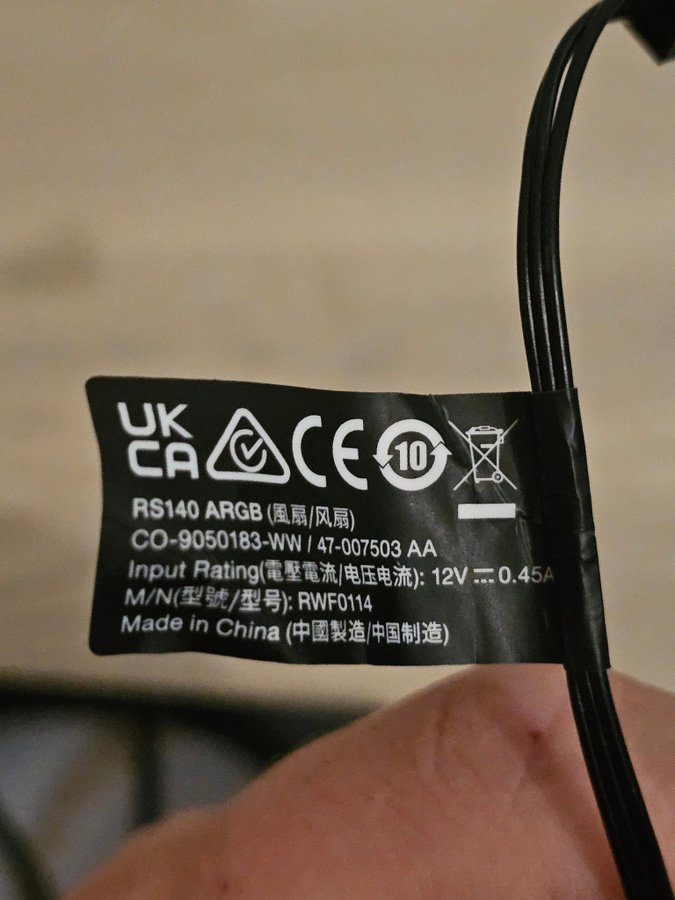 UK
CA CE 10
RS140 ARGB (風扇/风扇)
CO-9050183-WW / 47-007503 AA
Input Rating(電壓電流/电压电流): 12V ⎓ 0.45A
M/N(型號/型号): RWF0114
Made in China (中國製造/中国制造)